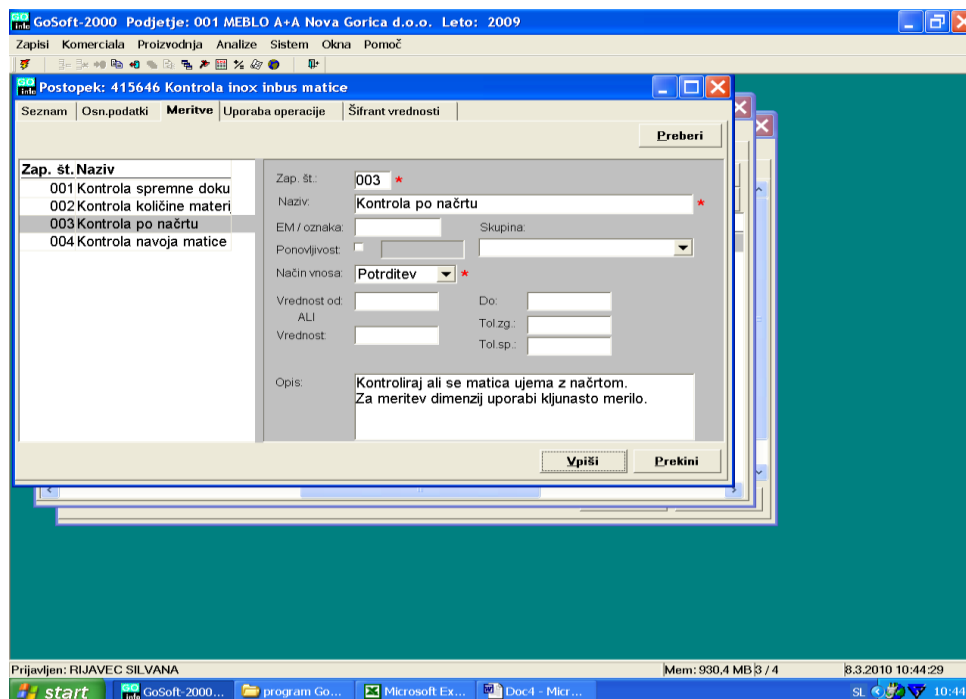 GoSoft-2000 Podjetje: 001 MEBLO A+A Nova Gorica d.o.o. Leto: 2009
Zapisi Komerciala Proizvodnja Analize Sistem Okna Pomoč
Postopek: 415646 Kontrola inox inbus matice
Seznam Osn.podatki Meritve Uporaba operacije Šifrant vrednosti
Preberi
Zap. št. Naziv
001 Kontrola spremne doku
002 Kontrola količine materi
003 Kontrola po načrtu
004 Kontrola navoja matice
Zap. št.: 003 *
Naziv: Kontrola po načrtu *
EM / oznaka: Skupina:
Ponovljivost:
Način vnosa: Potrditev *
Vrednost od: Do:
ALI
Tol.zg.:
Vrednost:
Tol.sp.:
Opis: Kontroliraj ali se matica ujema z načrtom.
Za meritev dimenzij uporabi kljunasto merilo.
Vpiši Prekini
Prijavljen: RIJAVEC SILVANA Mem: 930,4 MB 3 / 4 8.3.2010 10:44:29
start GoSoft-2000... program Go... Microsoft Ex... Doc4 - Micr... SL 10:44